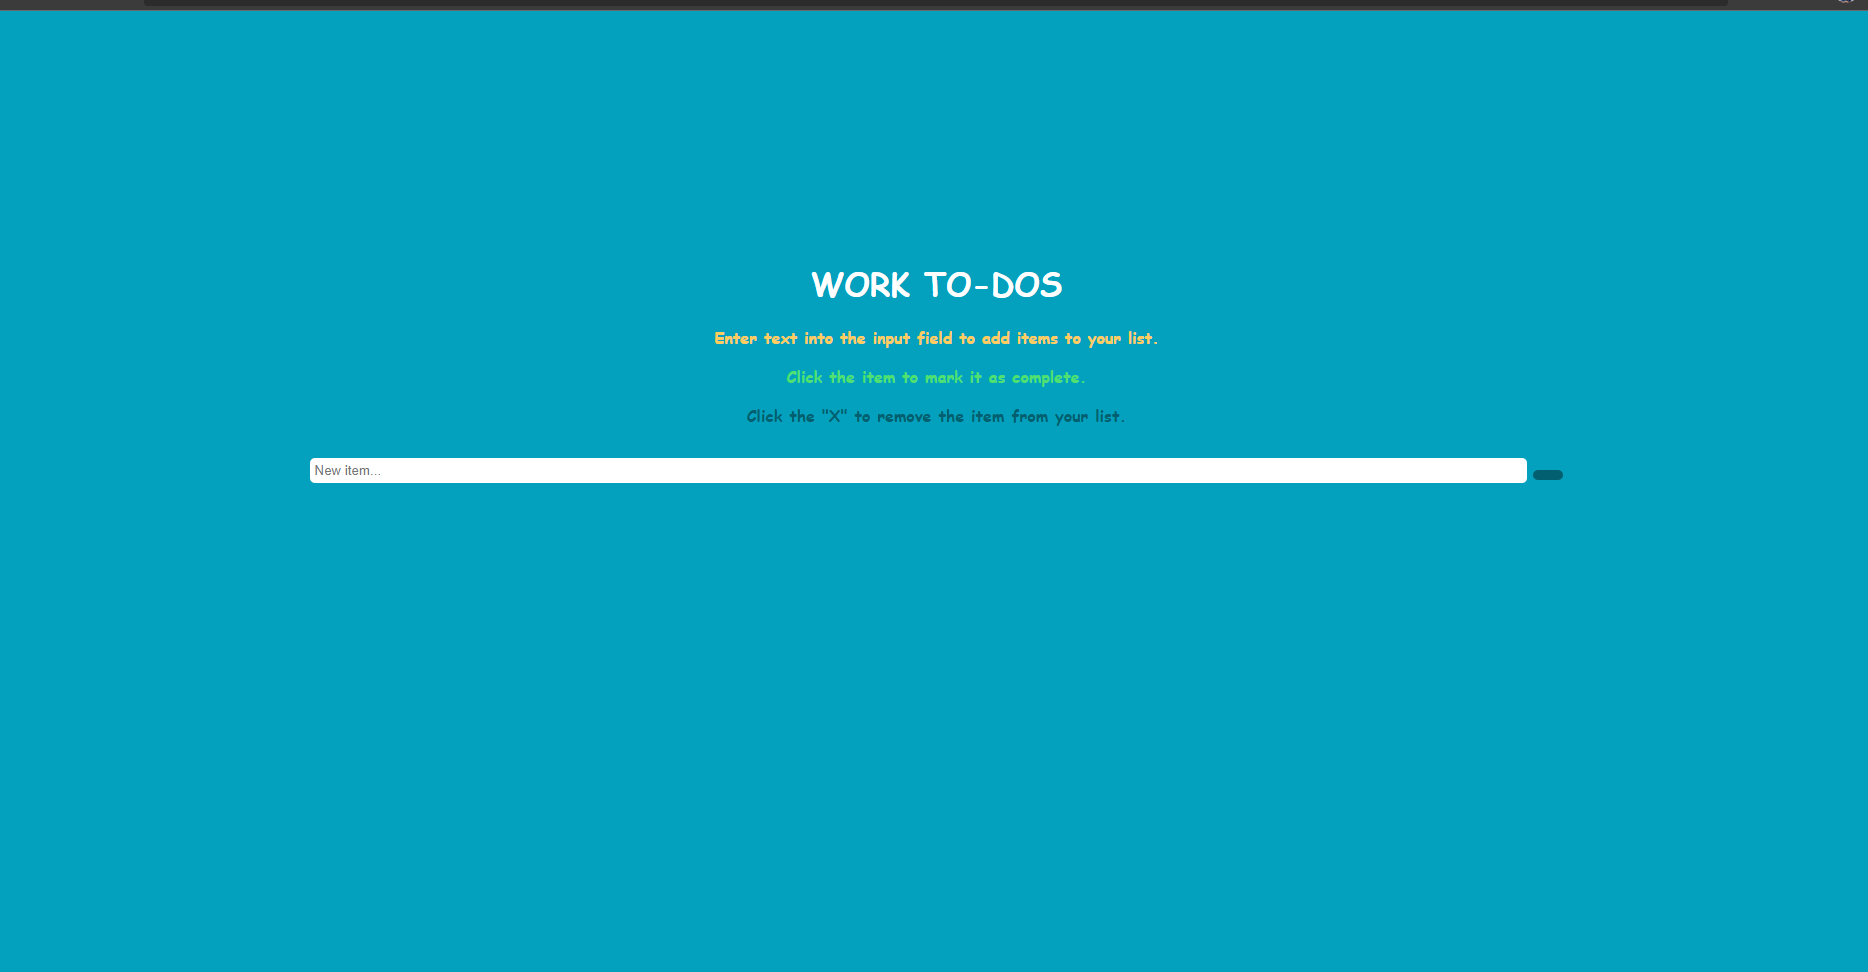 WORK TO-DOS
Enter text into the input field to add items to your list.
Click the item to mark it as complete.
Click the "X" to remove the item from your list.
New item...